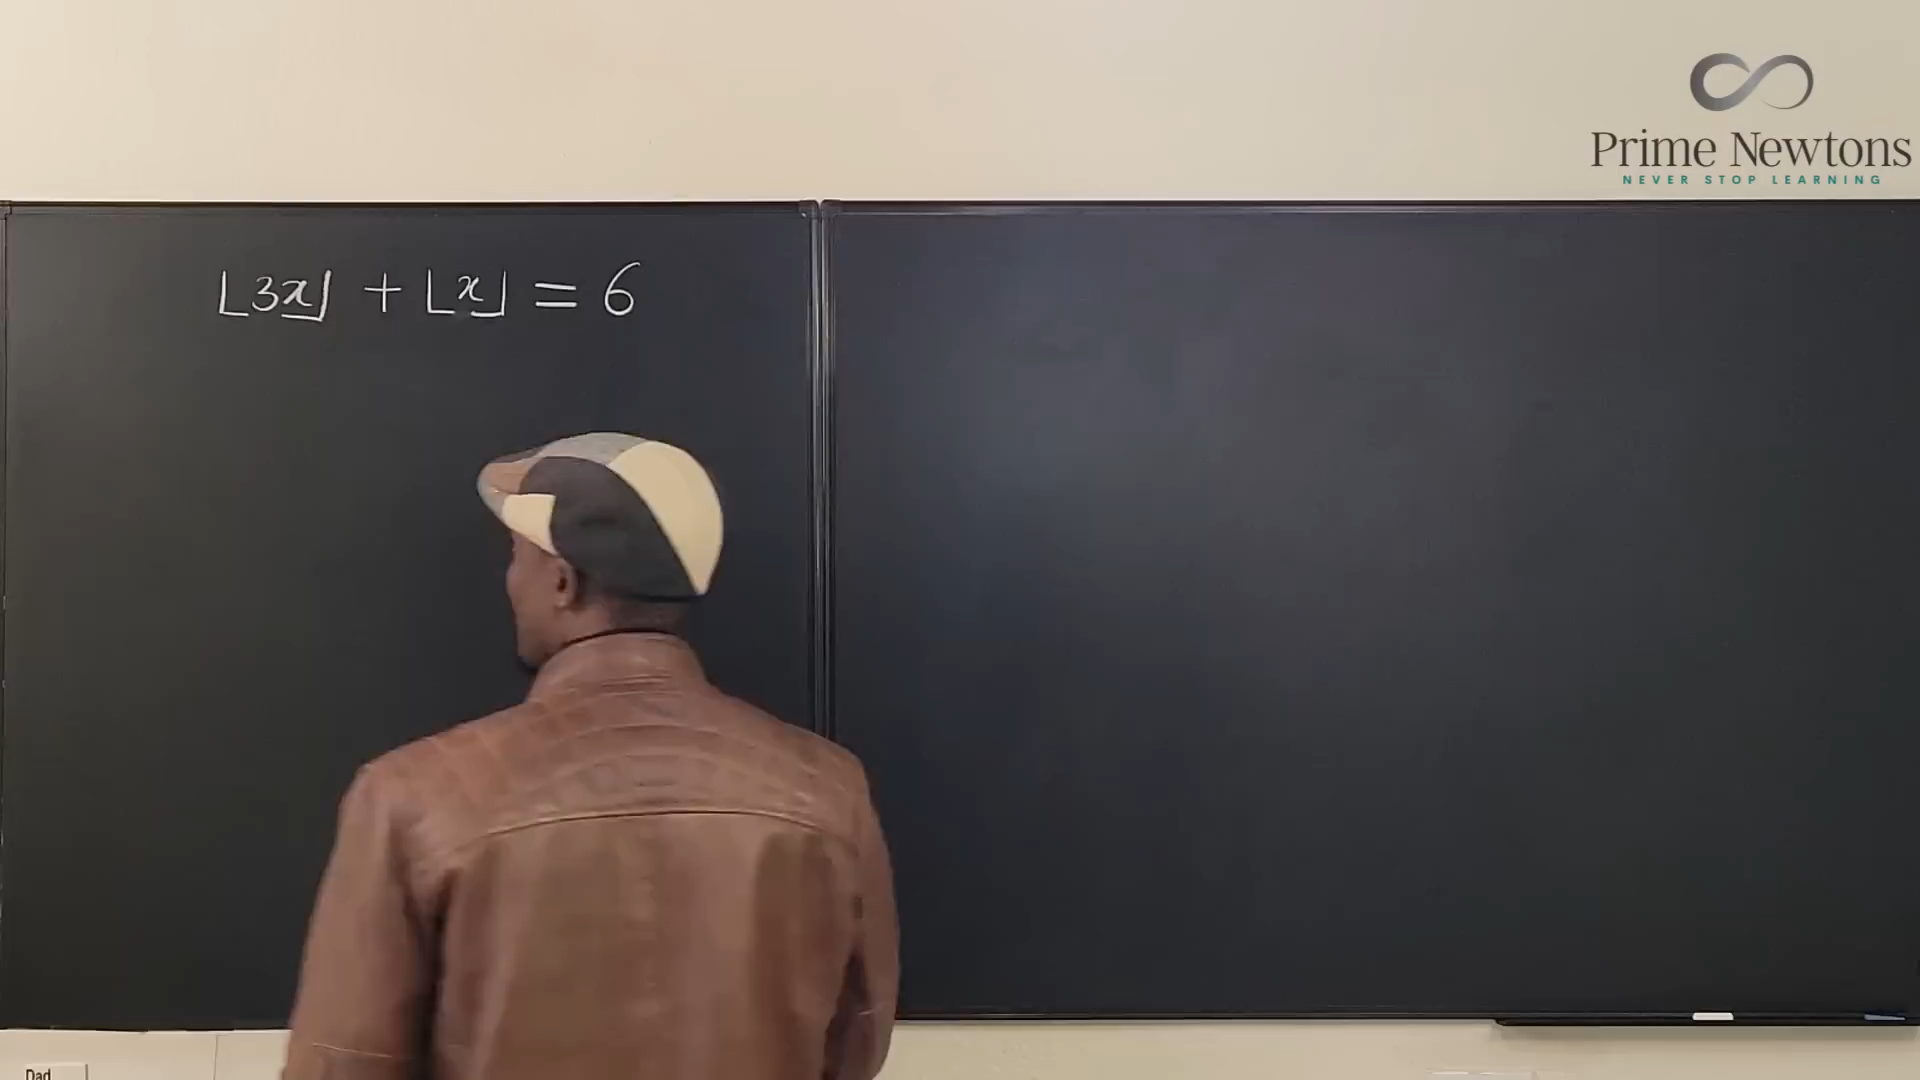 Prime Newtons
NEVER STOP LEARNING
⌊3x⌋ + ⌊x⌋ = 6
Dad